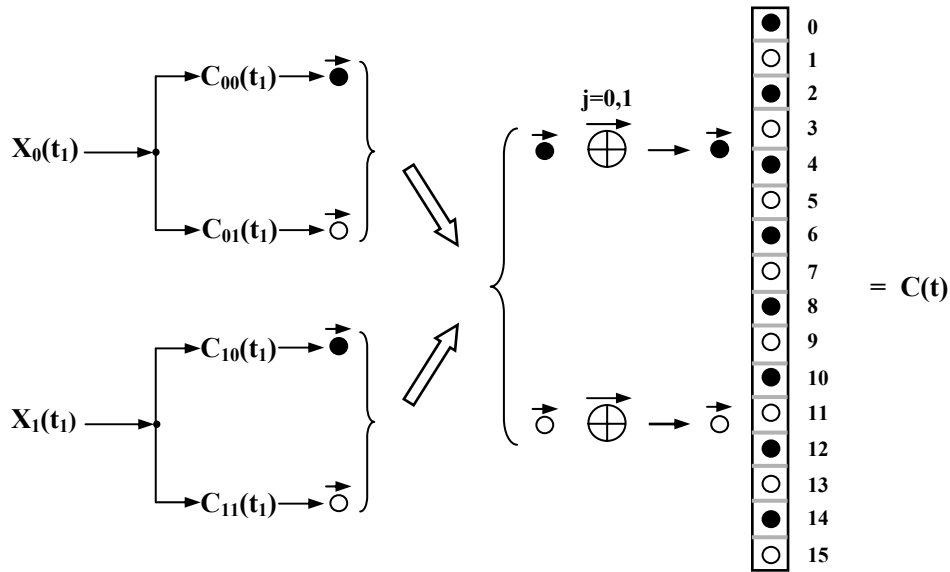 X₀(t₁)
C₀₀(t₁)
C₀₁(t₁)
X₁(t₁)
C₁₀(t₁)
C₁₁(t₁)
j=0,1
0
1
2
3
4
5
6
7
8
9
10
11
12
13
14
15
= C(t)